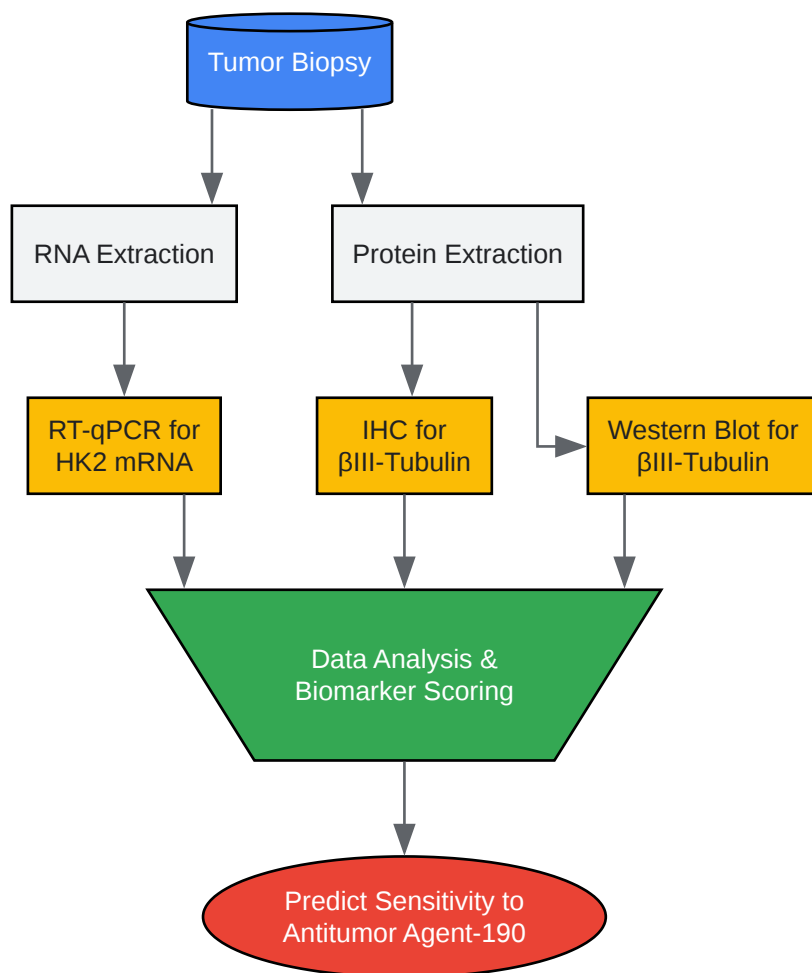 Tumor Biopsy
RNA Extraction
Protein Extraction
RT-qPCR for
HK2 mRNA
IHC for
βIII-Tubulin
Western Blot for
βIII-Tubulin
Data Analysis &
Biomarker Scoring
Predict Sensitivity to
Antitumor Agent-190